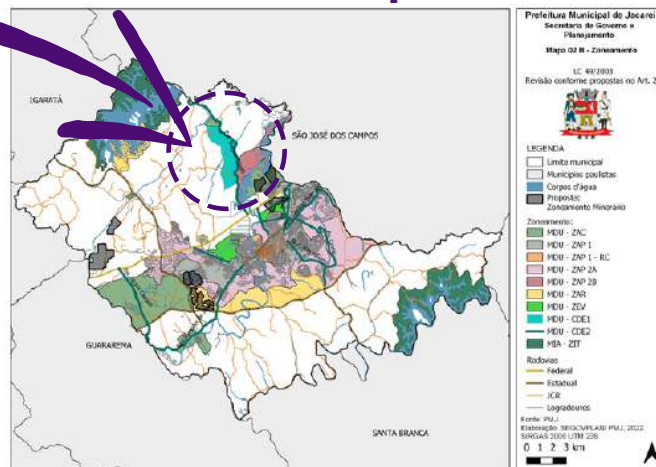 Prefeitura Municipal de Jacareí
Secretaria de Governo e
Planejamento
Mapa 02 B - Zoneamento
LC 49/2003
Revisão conforme propostas no Art. 2
LEGENDA
Limite municipal
Municípios paulistas
Corpos d'água
Propostas
Zoneamento Minerário
Zoneamento:
MDU - ZAC
MDU - ZAP 1
MDU - ZAP 1 - RC
MDU - ZAP 2A
MDU - ZAP 2B
MDU - ZAR
MDU - ZEV
MDU - CDE1
MDU - CDE2
MIA - ZIT
Rodovias
Federal
Estadual
JCR
Logradouros
Fonte: PMJ
Elaboração: SEGOVPLAN| PMJ, 2022
SIRGAS 2000 UTM 23S
0 1 2 3 km
IGARATÁ
SÃO JOSÉ DOS CAMPOS
GUARAREMA
SANTA BRANCA